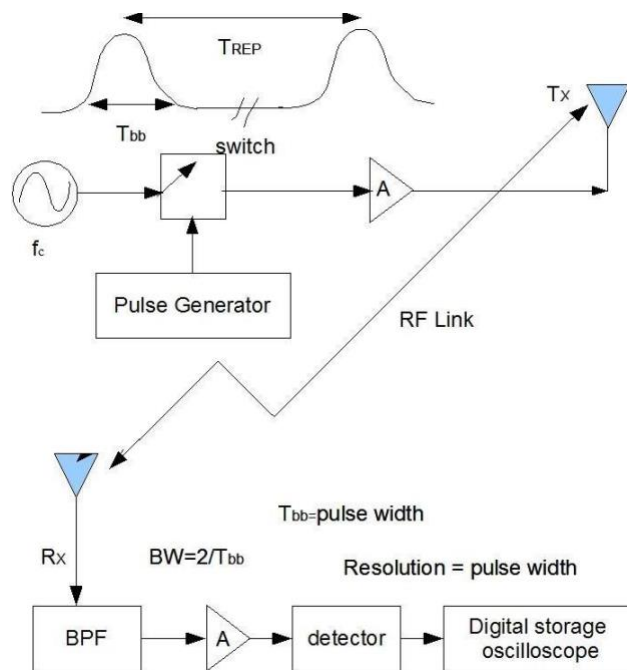 TREP
Tbb
switch
Tx
A
fc
Pulse Generator
RF Link
Tbb=pulse width
Rx
BW=2/Tbb
Resolution = pulse width
BPF
A
detector
Digital storage
oscilloscope